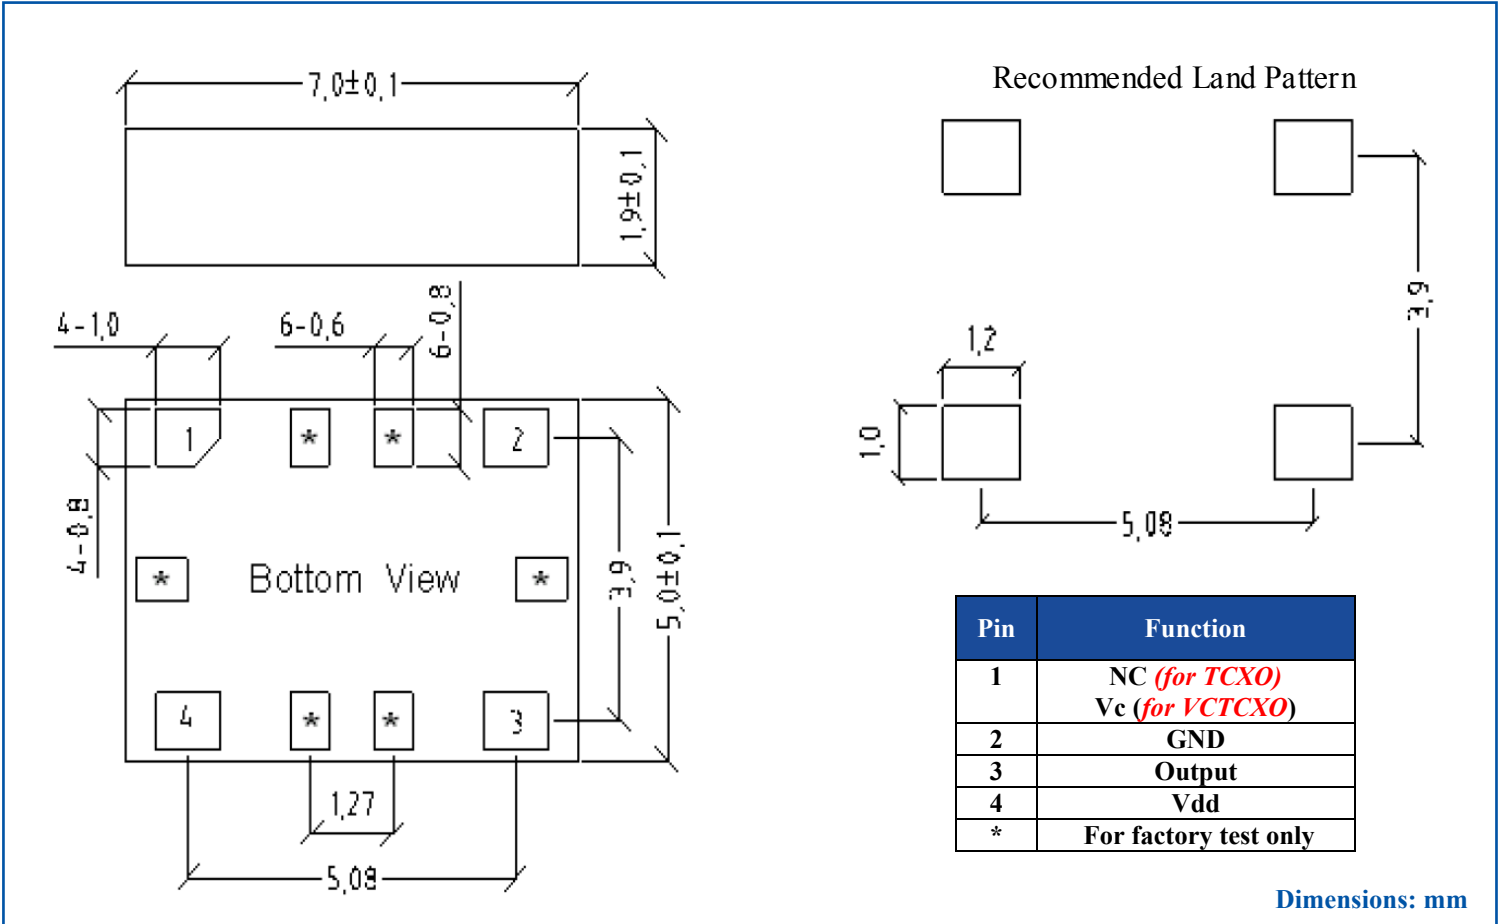 7,0±0,1
1,9±0,1
4-1,0
6-0,6
6-0,8
4-0,8
1
*
*
2
*
Bottom View
*
4
*
*
3
3,9
5,0±0,1
1,27
5,08
Recommended Land Pattern
3,9
1,2
1,0
5,08
Pin Function
1 NC (for TCXO)
Vc (for VCTCXO)
2 GND
3 Output
4 Vdd
* For factory test only
Dimensions: mm